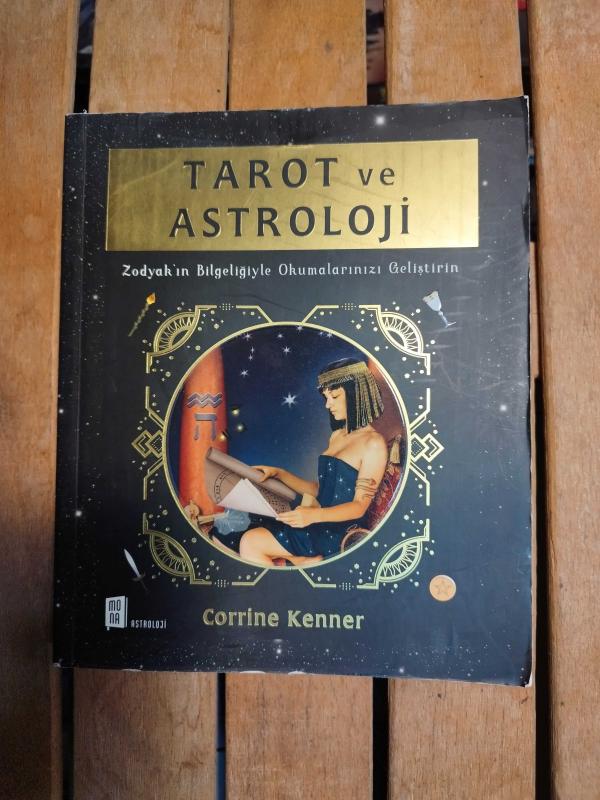 TAROT ve
ASTROLOJİ
Zodyak'ın Bilgeliğiyle Okumalarınızı Geliştirin
Corrine Kenner
MO
NA
ASTROLOJİ